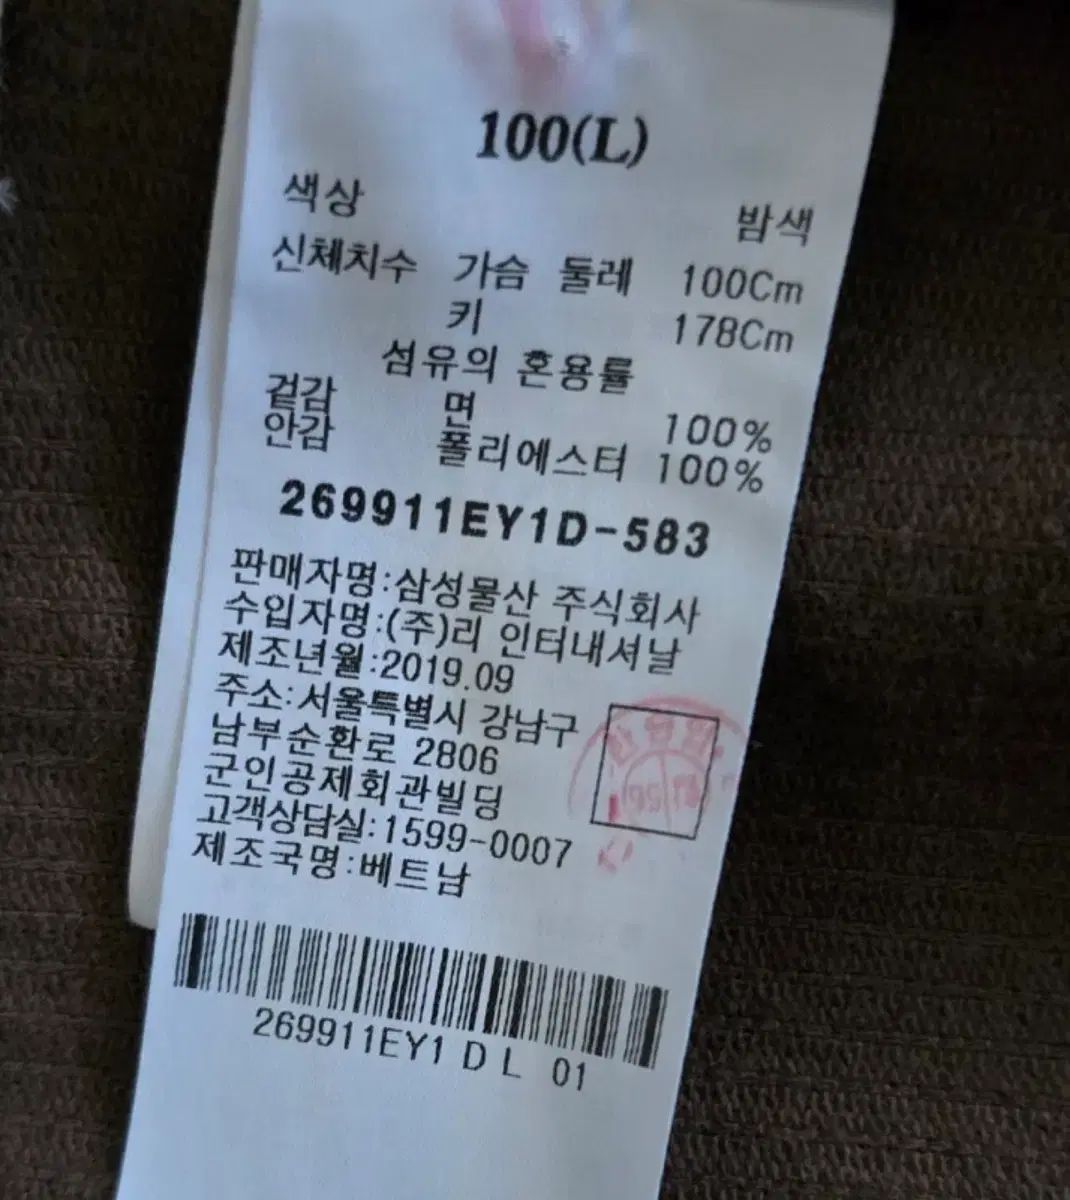 100(L)
색상 밤색
신체치수 가슴 둘레 100Cm
키 178Cm
섬유의 혼용률
겉감 면 100%
안감 폴리에스터 100%
269911EY1D-583
판매자명:삼성물산 주식회사
수입자명:(주)리 인터내셔날
제조년월:2019.09
주소:서울특별시 강남구
남부순환로 2806
군인공제회관빌딩
고객상담실:1599-0007
제조국명:베트남
269911EY1 D L 01